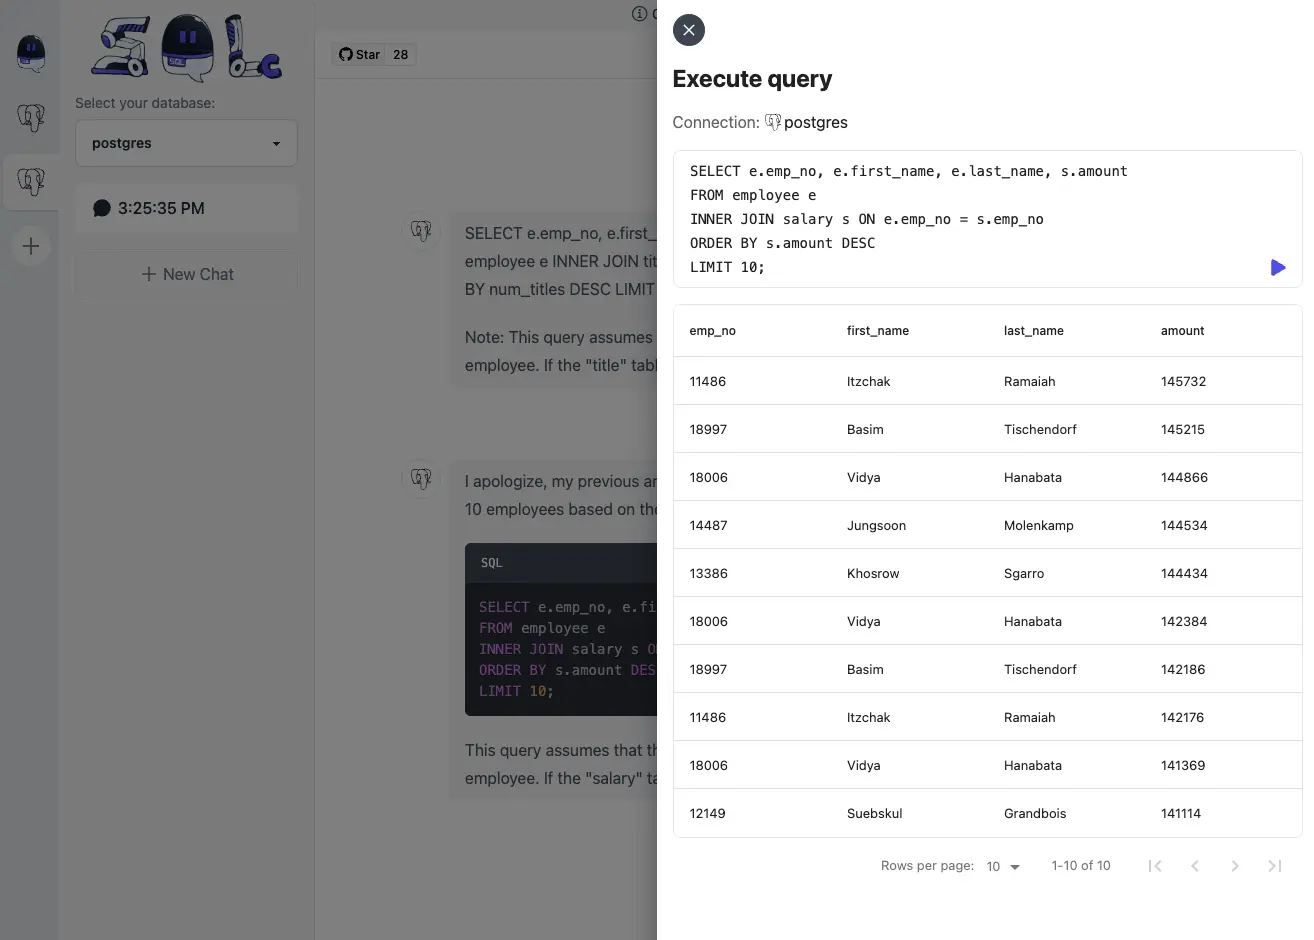 SQL
Select your database:
postgres
3:25:35 PM
New Chat
Star 28
SELECT e.emp_no, e.first_
employee e INNER JOIN tit
BY num_titles DESC LIMIT
Note: This query assumes
employee. If the "title" tabl
I apologize, my previous an
10 employees based on the
SQL
SELECT e.emp_no, e.fi
FROM employee e
INNER JOIN salary s O
ORDER BY s.amount DES
LIMIT 10;
This query assumes that th
employee. If the "salary" ta
Execute query
Connection: postgres
SELECT e.emp_no, e.first_name, e.last_name, s.amount
FROM employee e
INNER JOIN salary s ON e.emp_no = s.emp_no
ORDER BY s.amount DESC
LIMIT 10;
emp_no first_name last_name amount
11486 Itzchak Ramaiah 145732
18997 Basim Tischendorf 145215
18006 Vidya Hanabata 144866
14487 Jungsoon Molenkamp 144534
13386 Khosrow Sgarro 144434
18006 Vidya Hanabata 142384
18997 Basim Tischendorf 142186
11486 Itzchak Ramaiah 142176
18006 Vidya Hanabata 141369
12149 Suebskul Grandbois 141114
Rows per page: 10 1-10 of 10